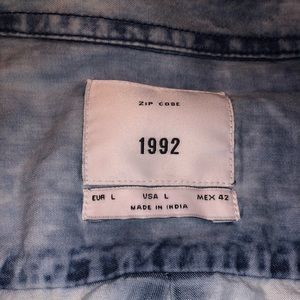 ZIP CODE
1992
EUR L USA L MEX 42
MADE IN INDIA